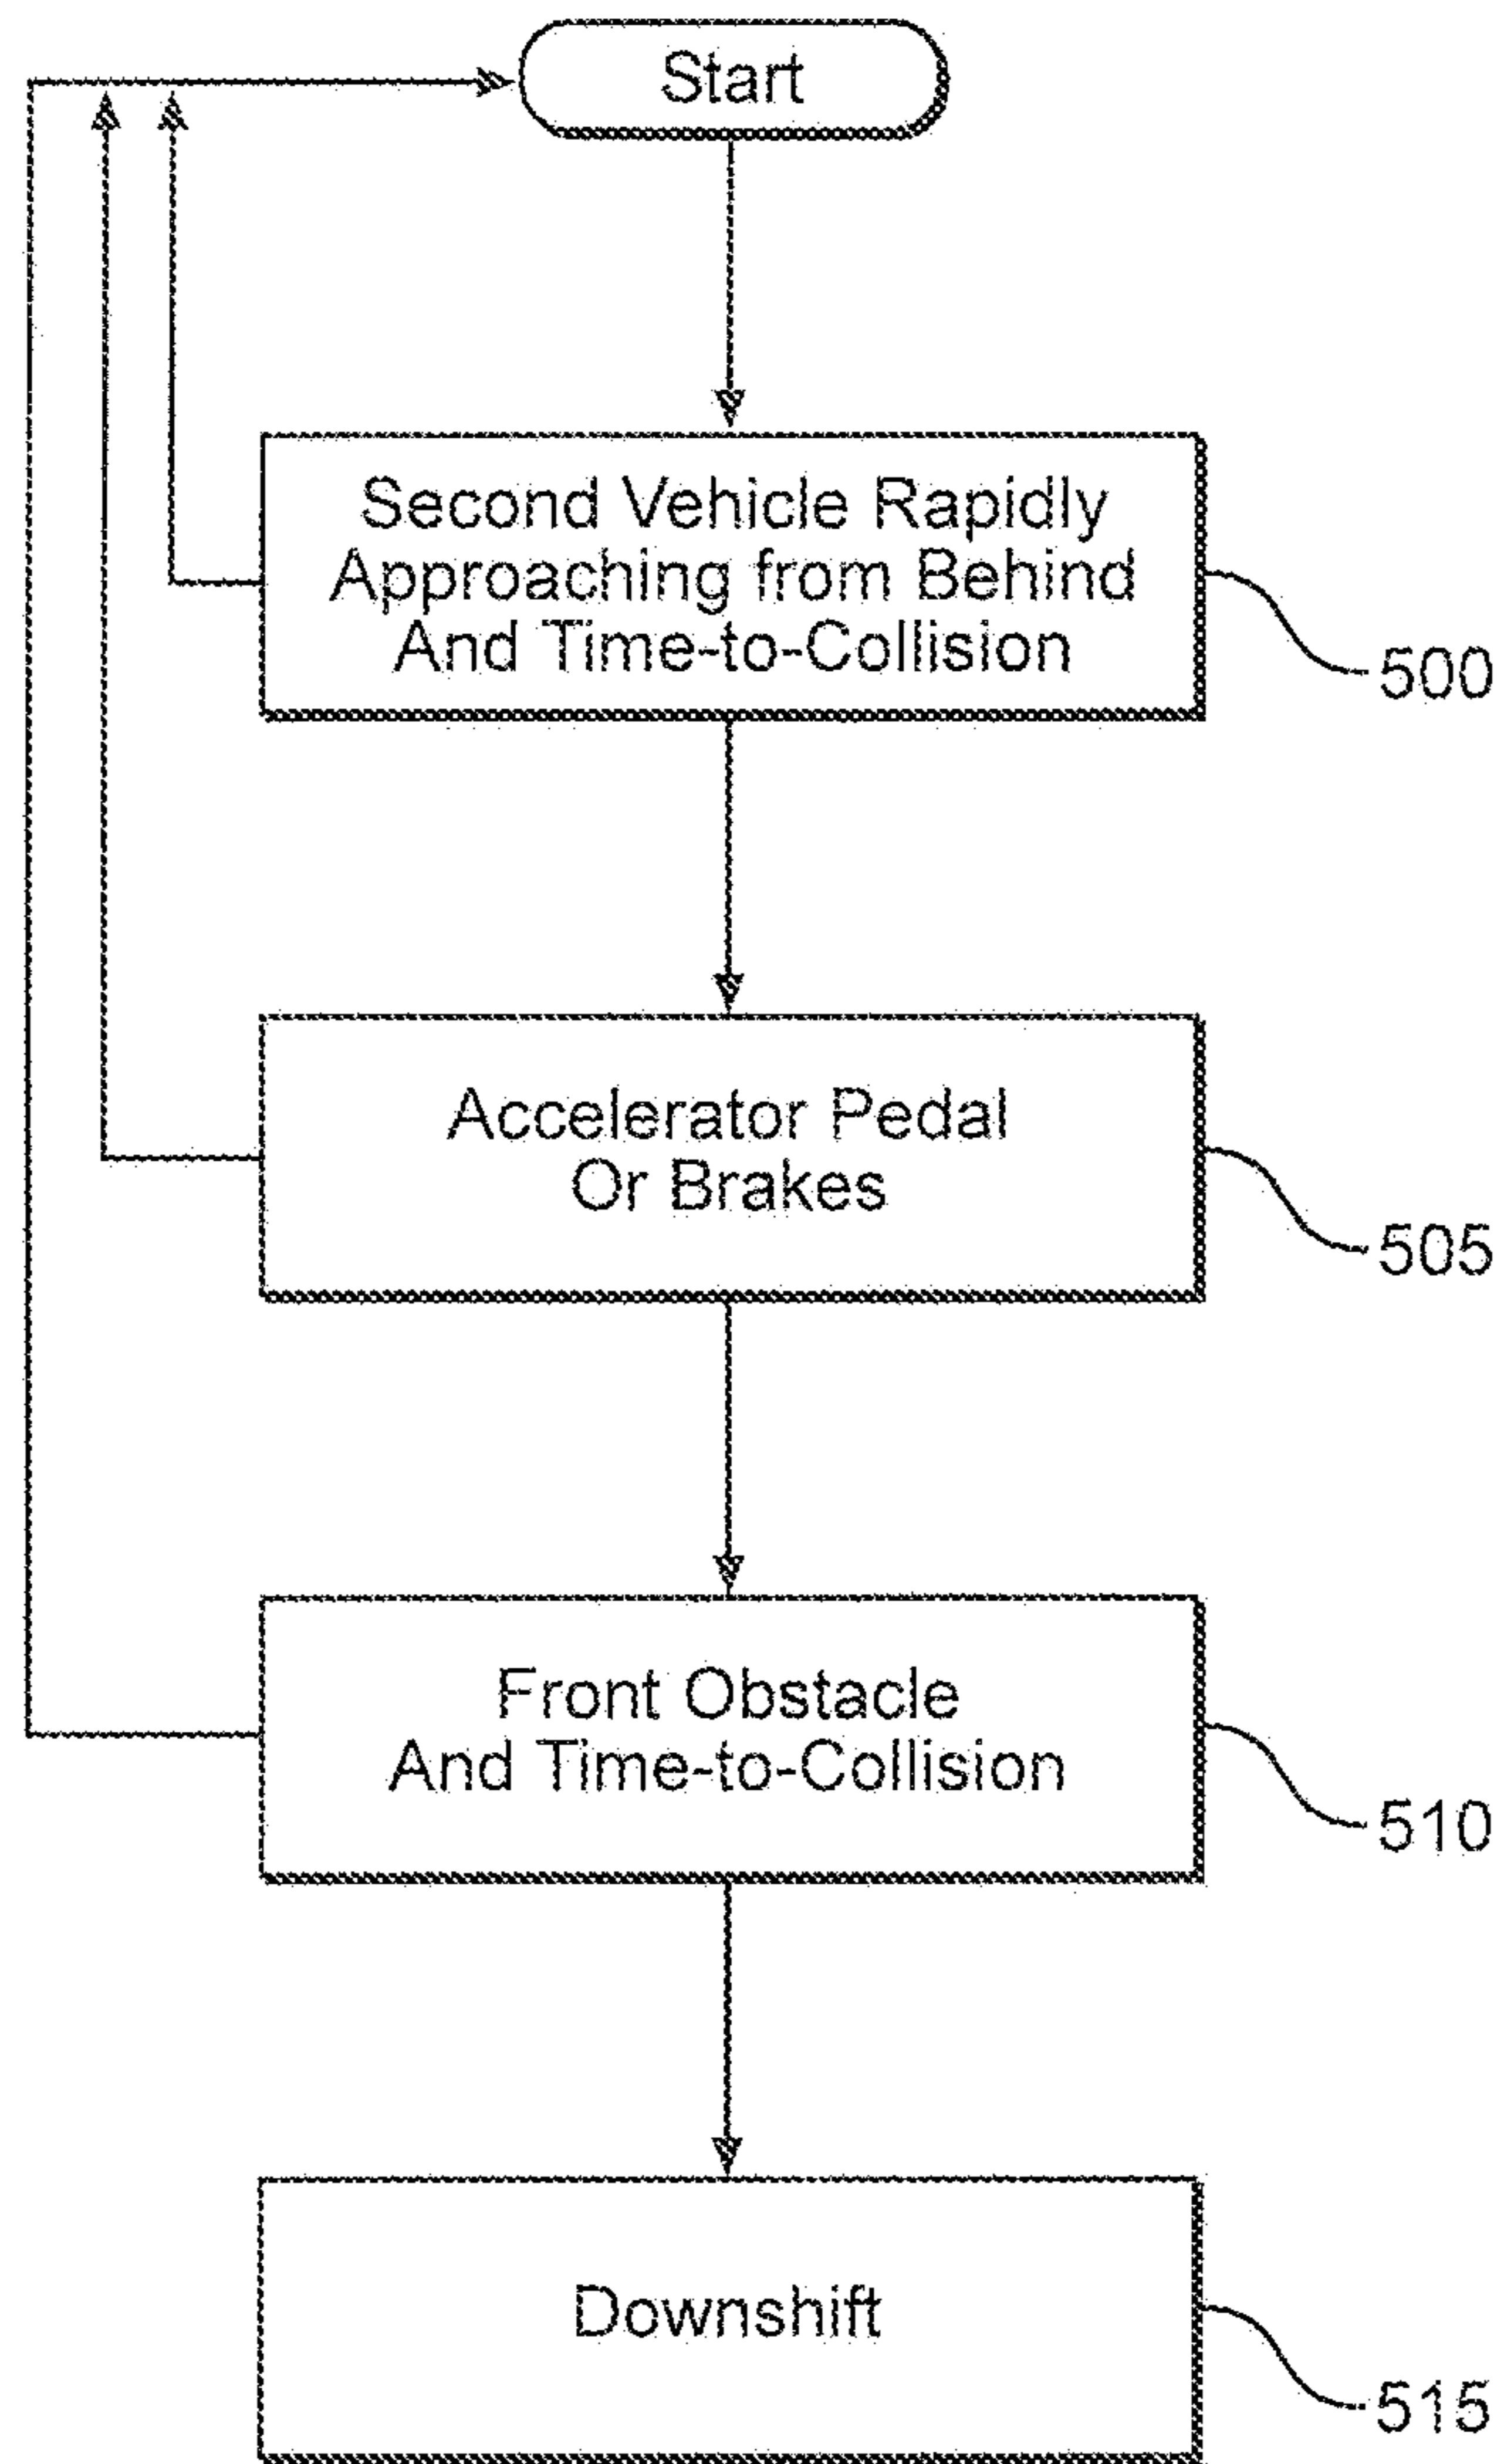 Start
Second Vehicle Rapidly
Approaching from Behind
And Time-to-Collision
500
Accelerator Pedal
Or Brakes
505
Front Obstacle
And Time-to-Collision
510
Downshift
515